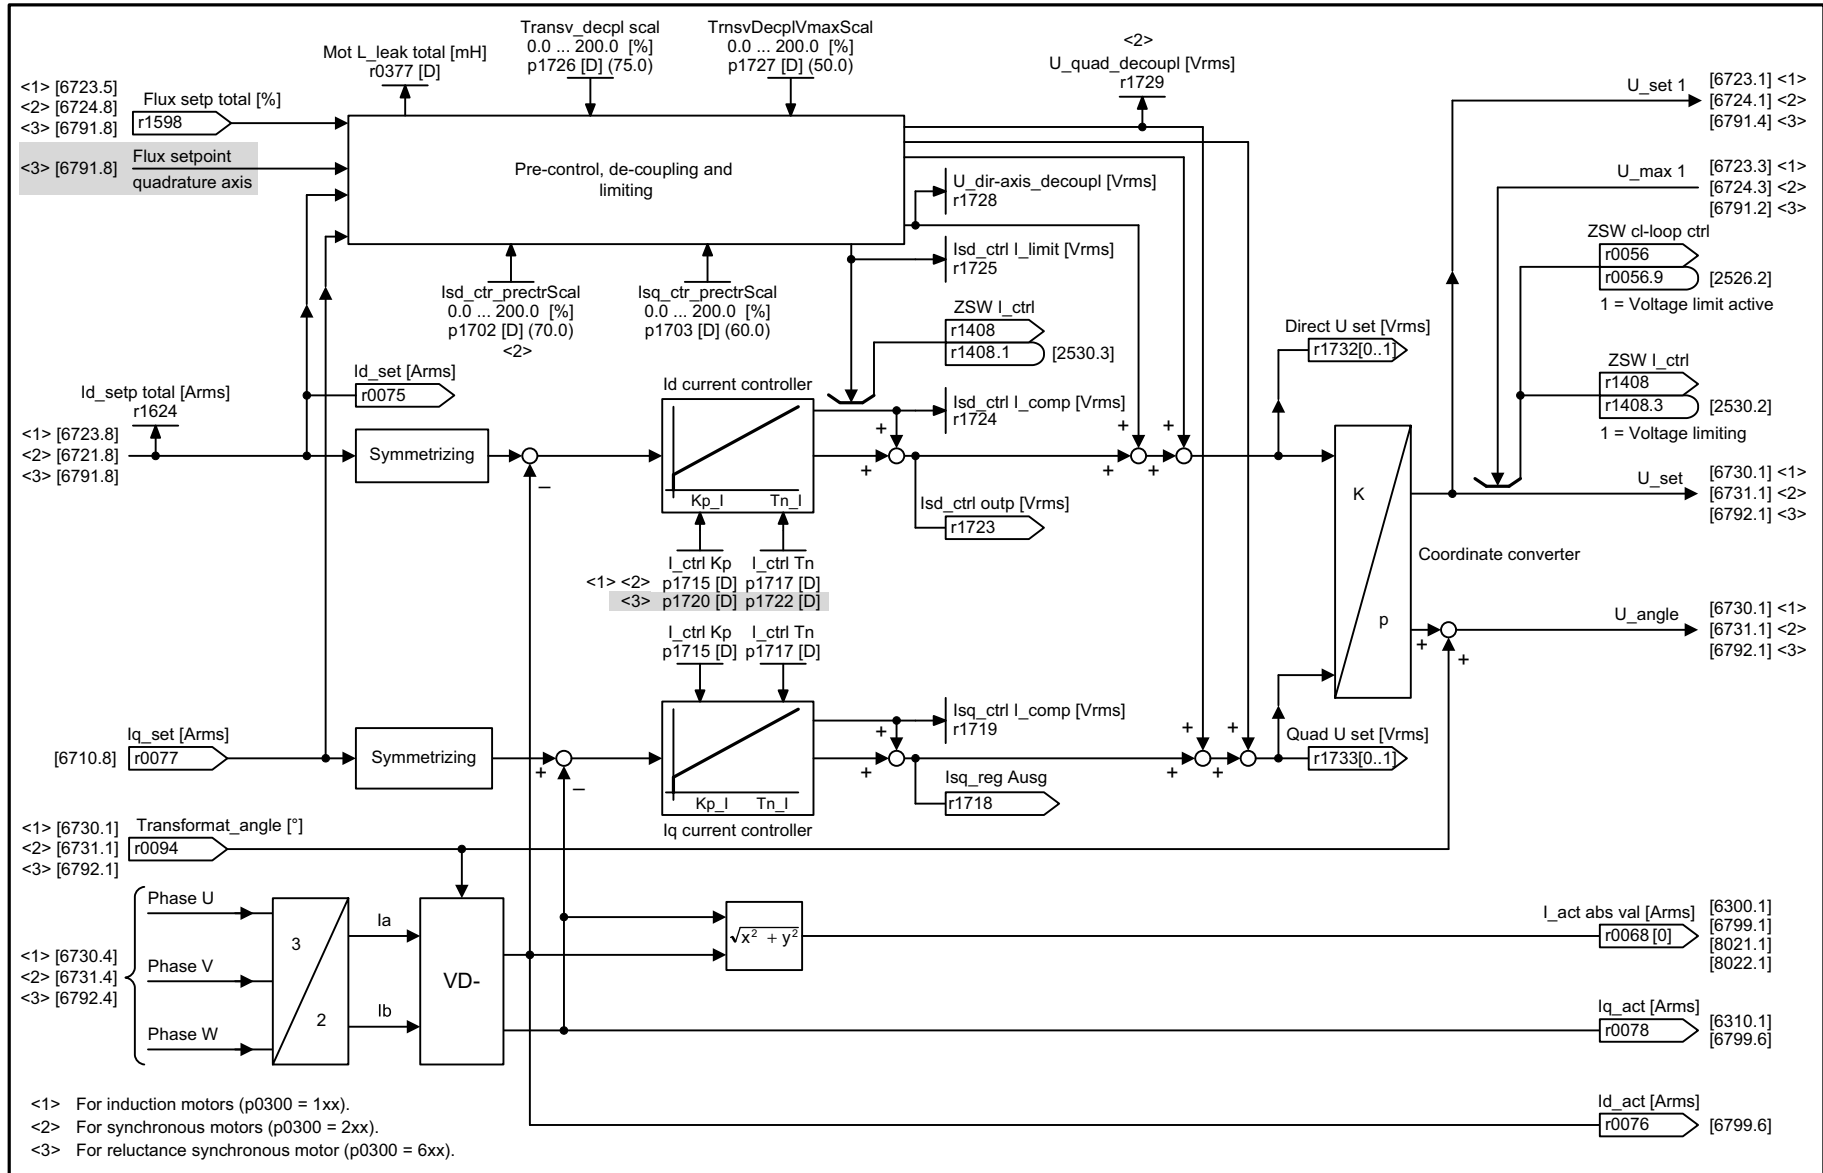 Transv_decpl scal
0.0 ... 200.0 [%]
p1726 [D] (75.0)
TrnsvDecplVmaxScal
0.0 ... 200.0 [%]
p1727 [D] (50.0)
Mot L_leak total [mH]
r0377 [D]
<2>
U_quad_decoupl [Vrms]
r1729
<1> [6723.5]
<2> [6724.8]
<3> [6791.8]
Flux setp total [%]
r1598
<3> [6791.8]
Flux setpoint
quadrature axis
Pre-control, de-coupling and
limiting
U_set 1
[6723.1] <1>
[6724.1] <2>
[6791.4] <3>
U_max 1
[6723.3] <1>
[6724.3] <2>
[6791.2] <3>
U_dir-axis_decoupl [Vrms]
r1728
Isd_ctrl I_limit [Vrms]
r1725
ZSW cl-loop ctrl
r0056
r0056.9
[2526.2]
1 = Voltage limit active
Isd_ctr_prectrScal
0.0 ... 200.0 [%]
p1702 [D] (70.0)
<2>
Isq_ctr_prectrScal
0.0 ... 200.0 [%]
p1703 [D] (60.0)
ZSW I_ctrl
r1408
r1408.1
[2530.3]
Direct U set [Vrms]
r1732[0..1]
ZSW I_ctrl
r1408
r1408.3
[2530.2]
1 = Voltage limiting
Id_set [Arms]
r0075
Id_setp total [Arms]
r1624
<1> [6723.8]
<2> [6721.8]
<3> [6791.8]
Symmetrizing
–
Id current controller
Kp_I
Tn_I
Isd_ctrl I_comp [Vrms]
r1724
+
+
+
+
+
+
Isd_ctrl outp [Vrms]
r1723
K
p
Coordinate converter
U_set
[6730.1] <1>
[6731.1] <2>
[6792.1] <3>
I_ctrl Kp
I_ctrl Tn
<1> <2> p1715 [D] p1717 [D]
<3> p1720 [D] p1722 [D]
I_ctrl Kp
I_ctrl Tn
p1715 [D] p1717 [D]
U_angle
[6730.1] <1>
[6731.1] <2>
[6792.1] <3>
+
+
Iq_set [Arms]
[6710.8]
r0077
Symmetrizing
+
–
Kp_I
Tn_I
Iq current controller
Isq_ctrl I_comp [Vrms]
r1719
+
+
+
+
+
+
Isq_reg Ausg
r1718
Quad U set [Vrms]
r1733[0..1]
<1> [6730.1]
<2> [6731.1]
<3> [6792.1]
Transformat_angle [°]
r0094
<1> [6730.4]
<2> [6731.4]
<3> [6792.4]
Phase U
Phase V
Phase W
3
2
Ia
Ib
VD-
√x² + y²
I_act abs val [Arms]
r0068 [0]
[6300.1]
[6799.1]
[8021.1]
[8022.1]
Iq_act [Arms]
r0078
[6310.1]
[6799.6]
Id_act [Arms]
r0076
[6799.6]
<1> For induction motors (p0300 = 1xx).
<2> For synchronous motors (p0300 = 2xx).
<3> For reluctance synchronous motor (p0300 = 6xx).